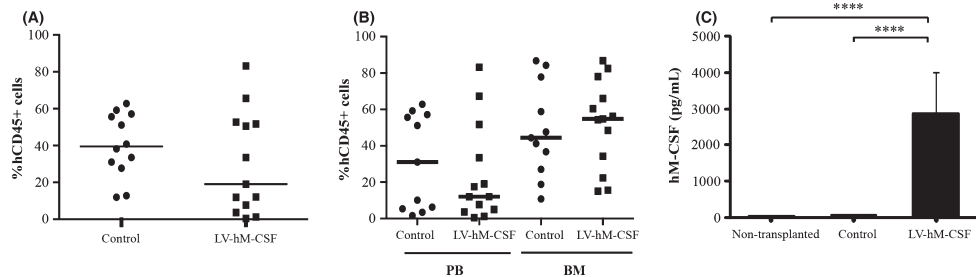 (A)
%hCD45+ cells
100
80
60
40
20
0
Control
LV-hM-CSF
(B)
%hCD45+ cells
100
80
60
40
20
0
Control
LV-hM-CSF
Control
LV-hM-CSF
PB
BM
(C)
****
****
hM-CSF (pg/mL)
5000
4000
3000
2000
1000
0
Non-transplanted
Control
LV-hM-CSF